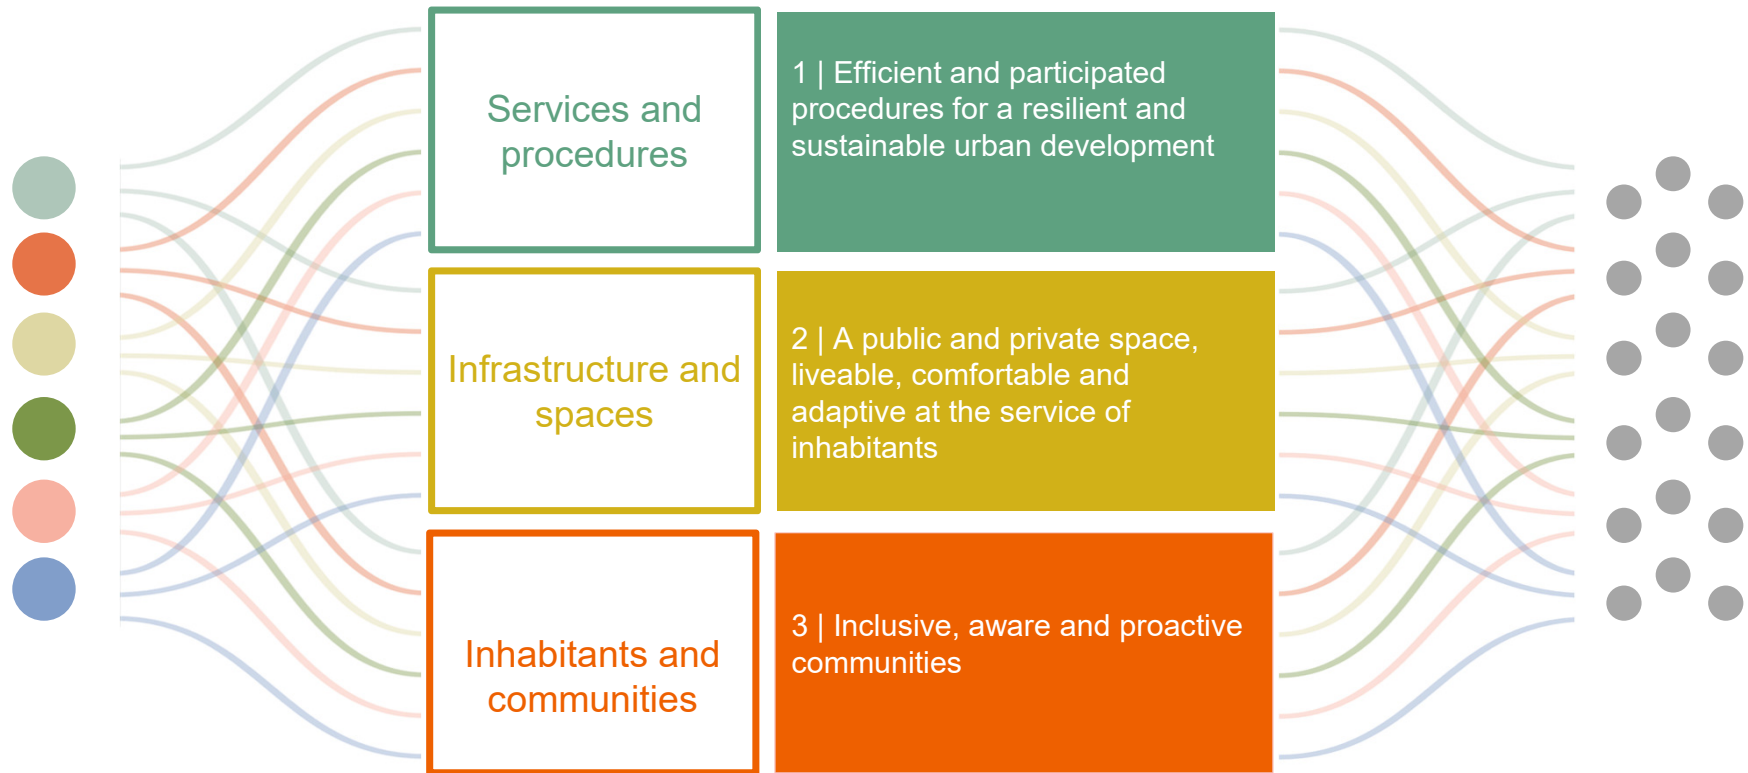 Services and
procedures
1 | Efficient and participated
procedures for a resilient and
sustainable urban development
Infrastructure and
spaces
2 | A public and private space,
liveable, comfortable and
adaptive at the service of
inhabitants
Inhabitants and
communities
3 | Inclusive, aware and proactive
communities